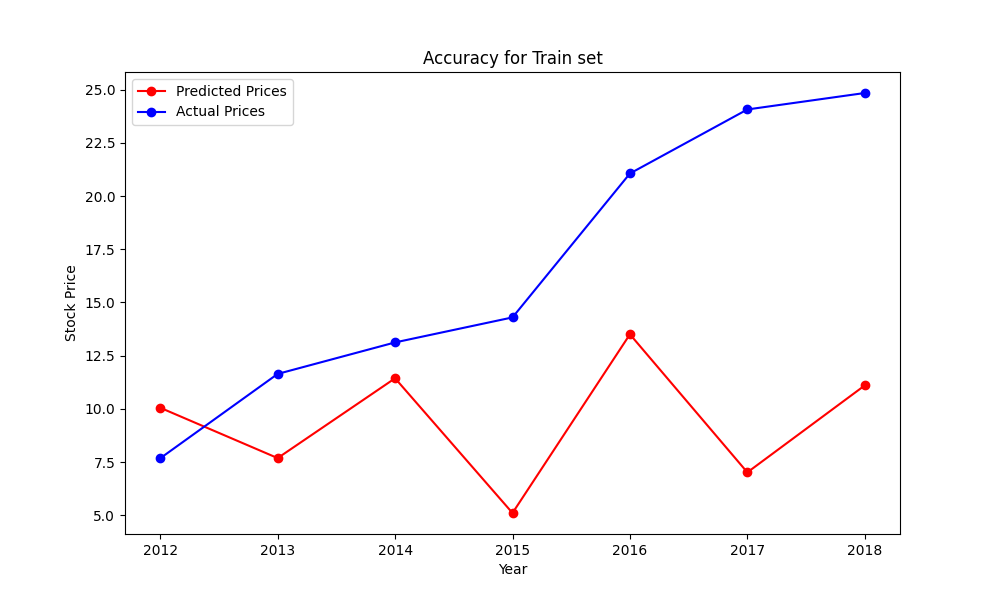 Accuracy for Train set
Predicted Prices
Actual Prices
25.0
22.5
20.0
17.5
15.0
12.5
10.0
7.5
5.0
Stock Price
2012 2013 2014 2015 2016 2017 2018
Year